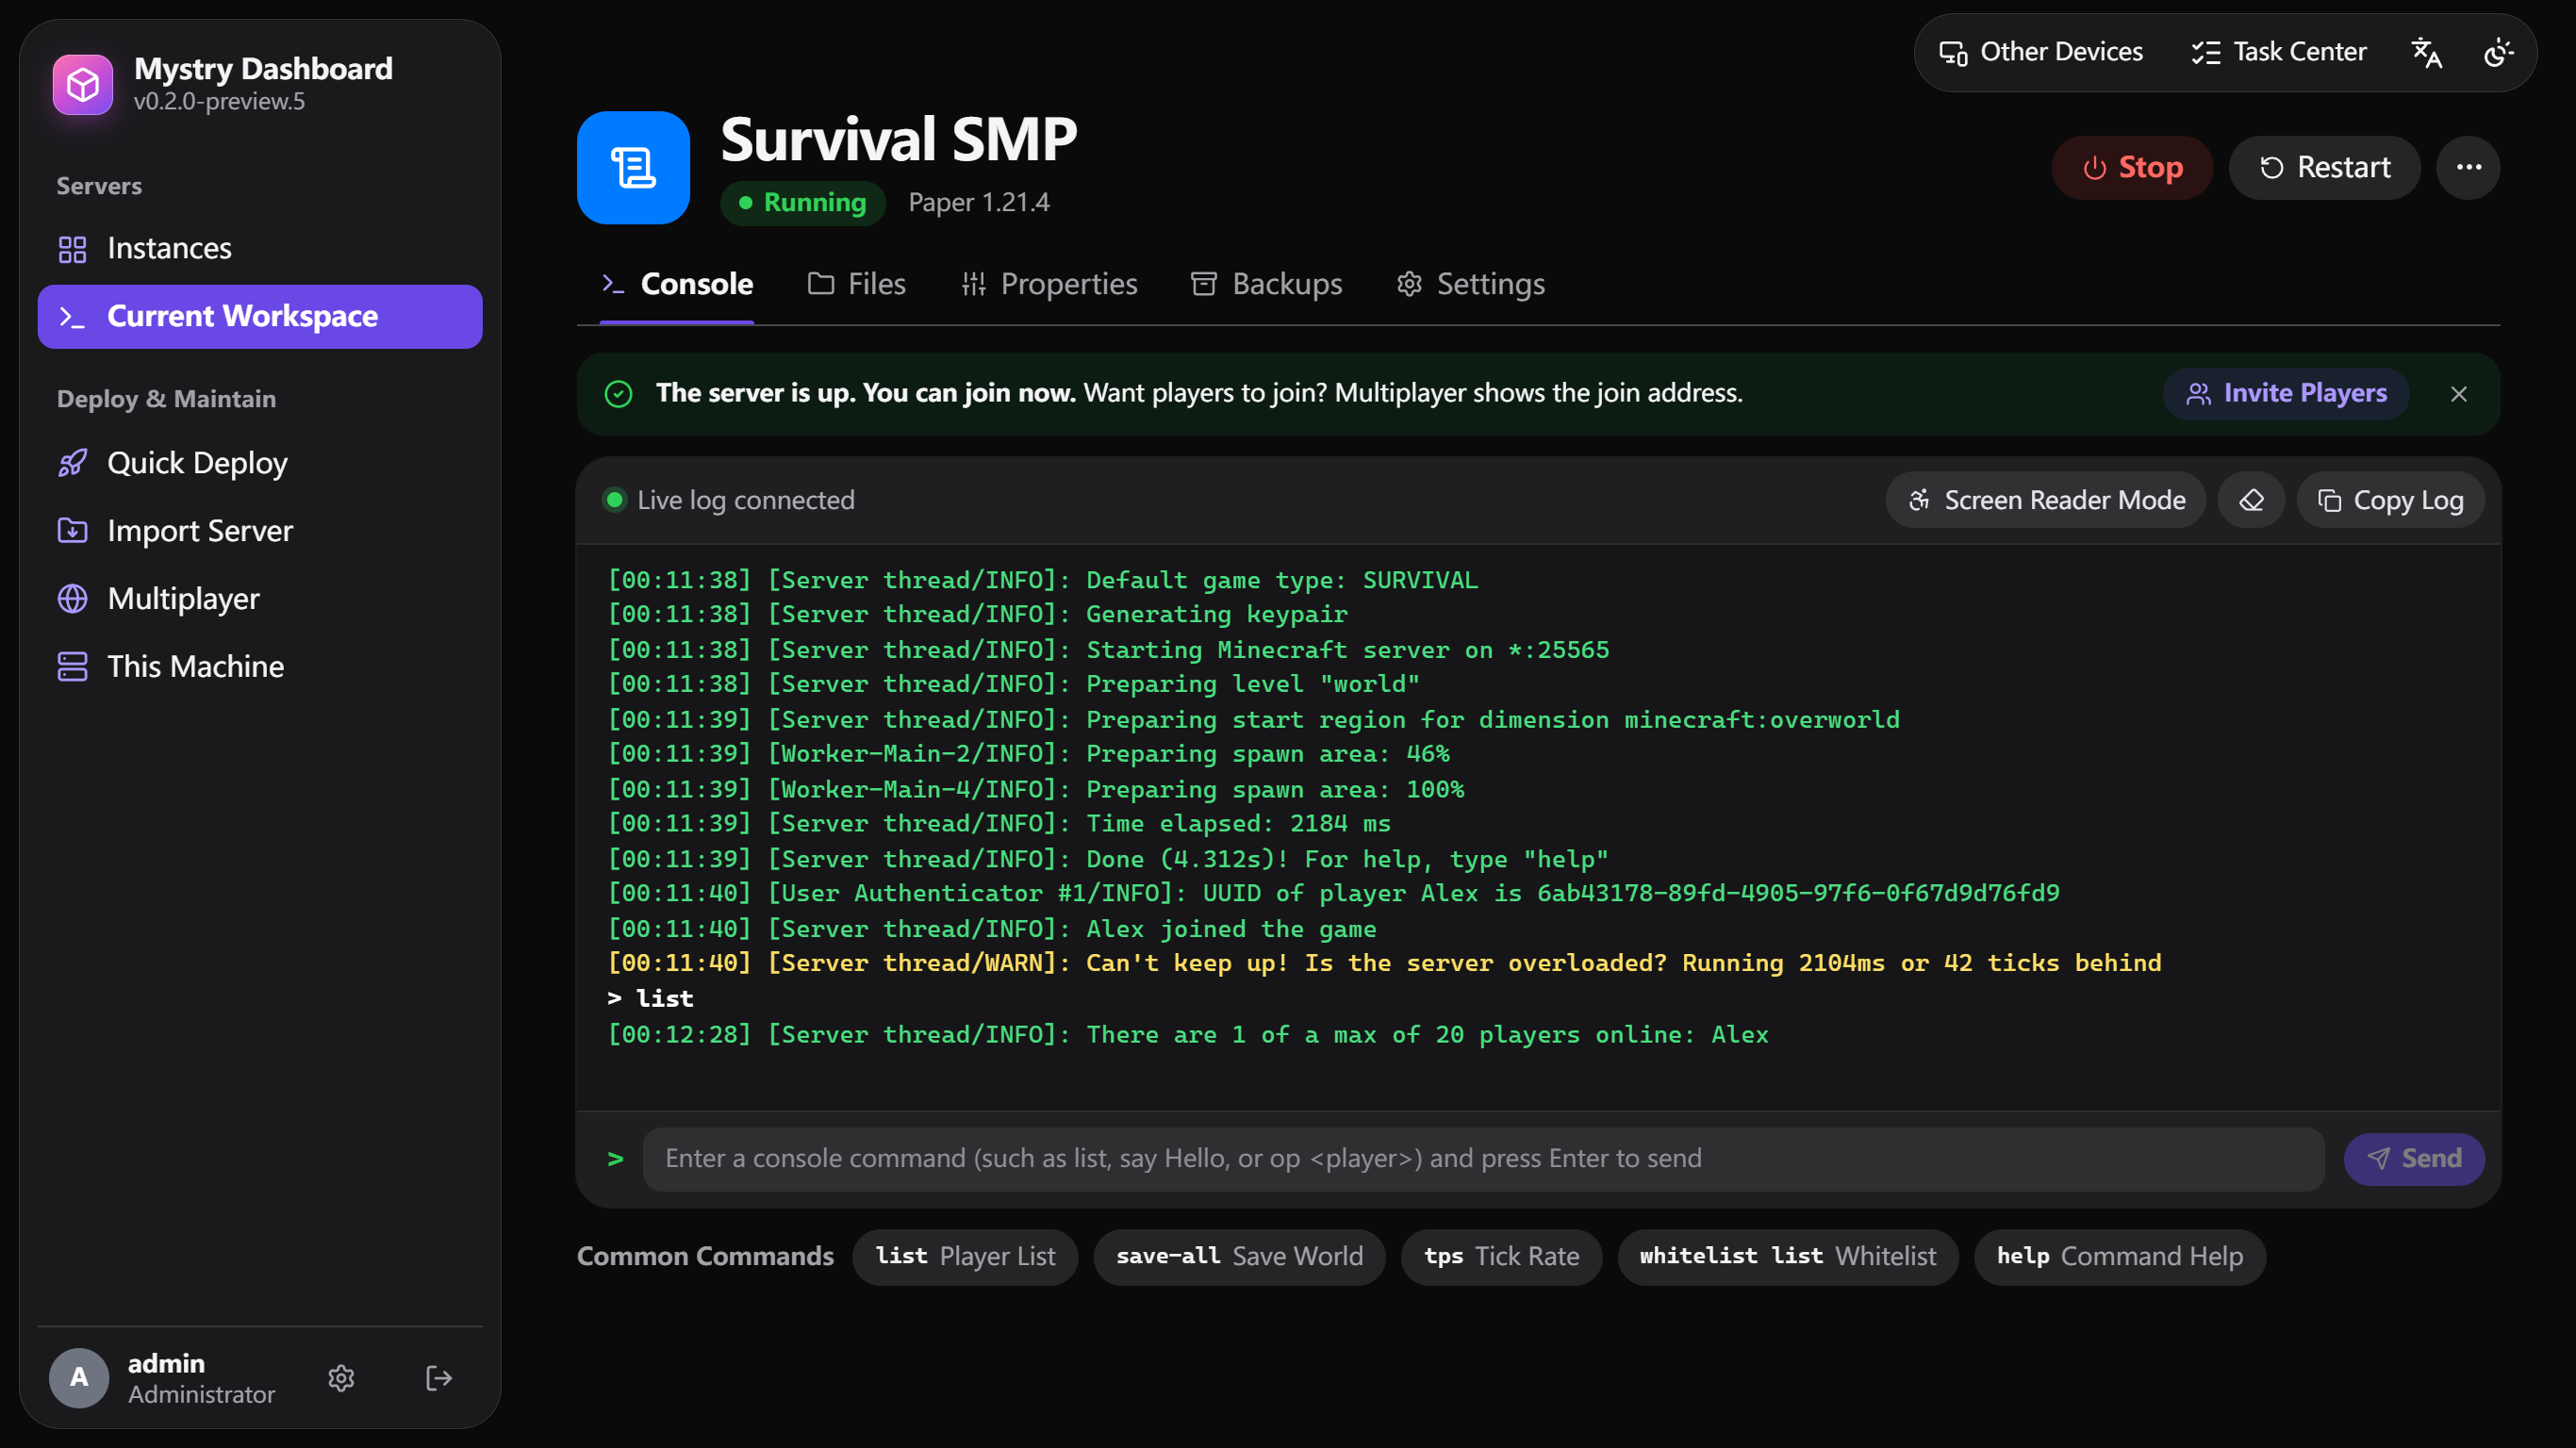 Mystry Dashboard
v0.2.0-preview.5
Servers
Instances
Current Workspace
Deploy & Maintain
Quick Deploy
Import Server
Multiplayer
This Machine
A
admin
Administrator
Other Devices
Task Center
Survival SMP
Running
Paper 1.21.4
Stop
Restart
Console
Files
Properties
Backups
Settings
The server is up. You can join now. Want players to join? Multiplayer shows the join address.
Invite Players
Live log connected
Screen Reader Mode
Copy Log
[00:11:38] [Server thread/INFO]: Default game type: SURVIVAL
[00:11:38] [Server thread/INFO]: Generating keypair
[00:11:38] [Server thread/INFO]: Starting Minecraft server on *:25565
[00:11:38] [Server thread/INFO]: Preparing level "world"
[00:11:39] [Server thread/INFO]: Preparing start region for dimension minecraft:overworld
[00:11:39] [Worker-Main-2/INFO]: Preparing spawn area: 46%
[00:11:39] [Worker-Main-4/INFO]: Preparing spawn area: 100%
[00:11:39] [Server thread/INFO]: Time elapsed: 2184 ms
[00:11:39] [Server thread/INFO]: Done (4.312s)! For help, type "help"
[00:11:40] [User Authenticator #1/INFO]: UUID of player Alex is 6ab43178-89fd-4905-97f6-0f67d9d76fd9
[00:11:40] [Server thread/INFO]: Alex joined the game
[00:11:40] [Server thread/WARN]: Can't keep up! Is the server overloaded? Running 2104ms or 42 ticks behind
> list
[00:12:28] [Server thread/INFO]: There are 1 of a max of 20 players online: Alex
> Enter a console command (such as list, say Hello, or op <player>) and press Enter to send
Send
Common Commands
list Player List
save-all Save World
tps Tick Rate
whitelist list Whitelist
help Command Help